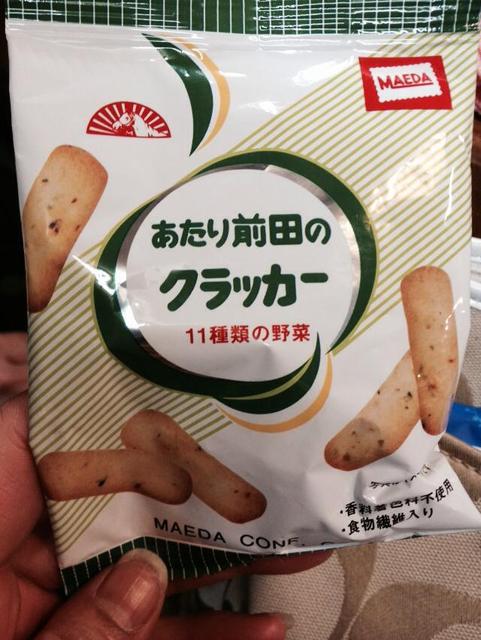 MAEDA
あたり前田の
クラッカー
11種類の野菜
・香料着色料不使用
・食物繊維入り
MAEDA CONF.